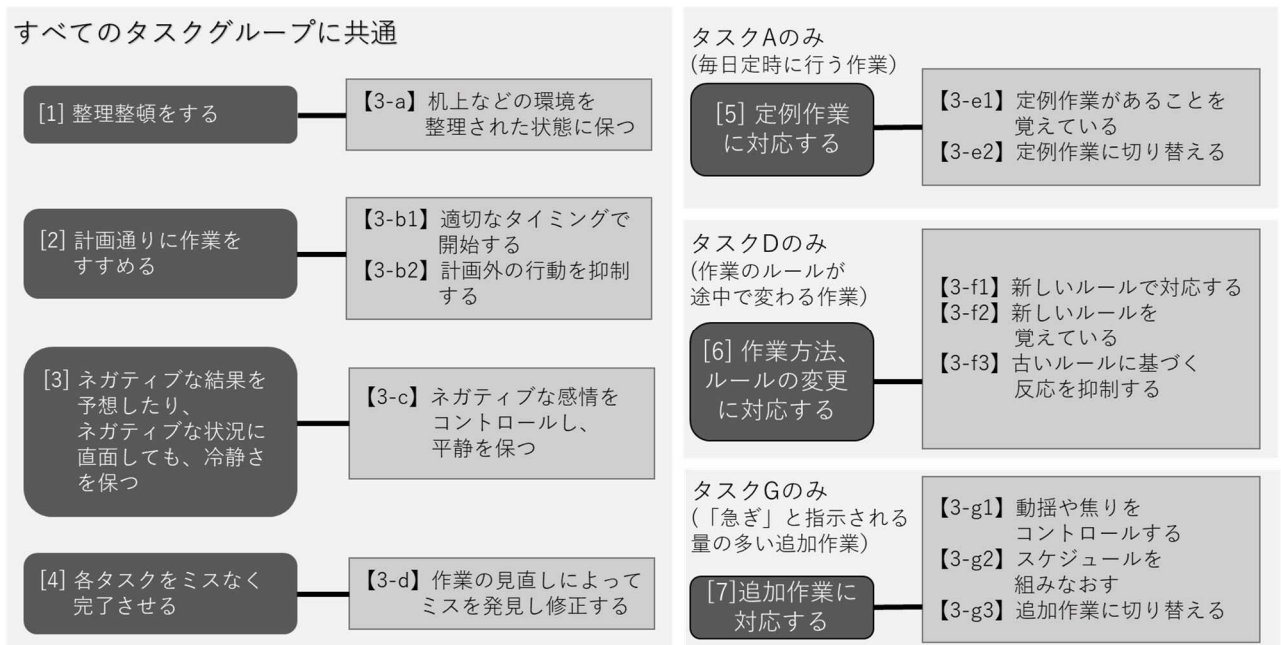 すべてのタスクグループに共通
[1] 整理整頓をする
【3-a】机上などの環境を
整理された状態に保つ
[2] 計画通りに作業を
すすめる
【3-b1】適切なタイミングで
開始する
【3-b2】計画外の行動を抑制
する
[3] ネガティブな結果を
予想したり、
ネガティブな状況に
直面しても、冷静さ
を保つ
【3-c】ネガティブな感情を
コントロールし、
平静を保つ
[4] 各タスクをミスなく
完了させる
【3-d】作業の見直しによって
ミスを発見し修正する
タスクAのみ
(毎日定時に行う作業)
[5] 定例作業
に対応する
【3-e1】定例作業があることを
覚えている
【3-e2】定例作業に切り替える
タスクDのみ
(作業のルールが
途中で変わる作業)
[6] 作業方法、
ルールの変更
に対応する
【3-f1】新しいルールで対応する
【3-f2】新しいルールを
覚えている
【3-f3】古いルールに基づく
反応を抑制する
タスクGのみ
(「急ぎ」と指示される
量の多い追加作業)
[7]追加作業に
対応する
【3-g1】動揺や焦りを
コントロールする
【3-g2】スケジュールを
組みなおす
【3-g3】追加作業に切り替える